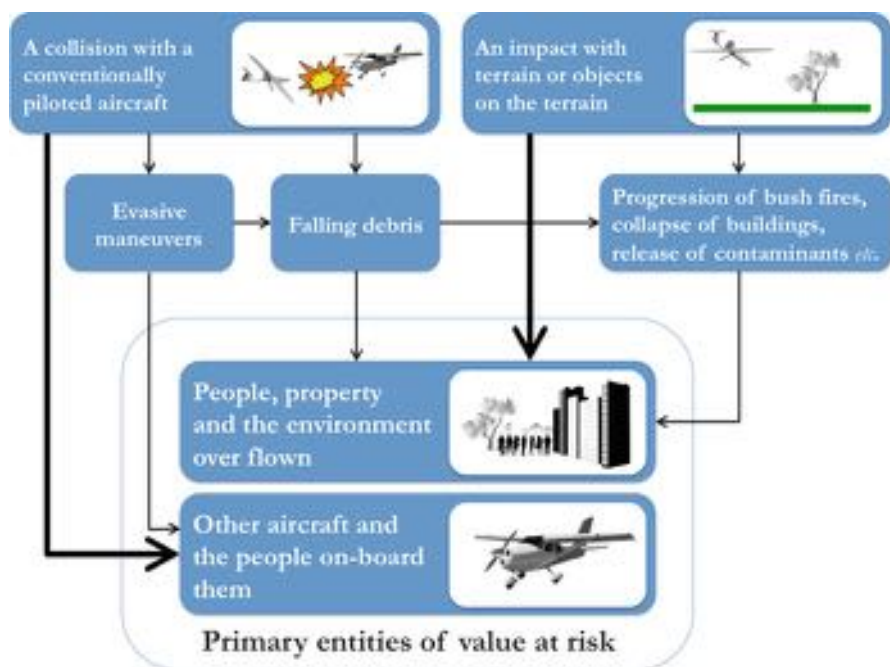 A collision with a
conventionally
piloted aircraft
An impact with
terrain or objects
on the terrain
Evasive
maneuvers
Falling debris
Progression of bush fires,
collapse of buildings,
release of contaminants etc.
People, property
and the environment
over flown
Other aircraft and
the people on-board
them
Primary entities of value at risk